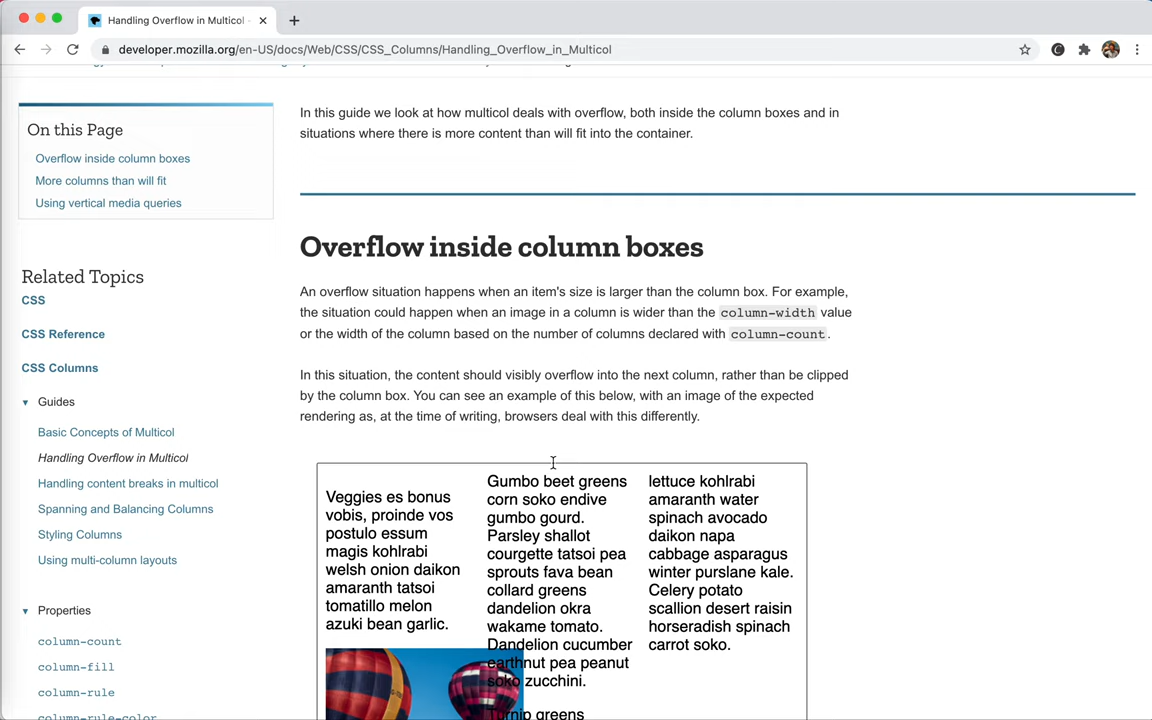 Handling Overflow in Multicol
developer.mozilla.org/en-US/docs/Web/CSS/CSS_Columns/Handling_Overflow_in_Multicol
On this Page
Overflow inside column boxes
More columns than will fit
Using vertical media queries
Related Topics
CSS
CSS Reference
CSS Columns
Guides
Basic Concepts of Multicol
Handling Overflow in Multicol
Handling content breaks in multicol
Spanning and Balancing Columns
Styling Columns
Using multi-column layouts
Properties
column-count
column-fill
column-rule
column-rule-color
In this guide we look at how multicol deals with overflow, both inside the column boxes and in
situations where there is more content than will fit into the container.
Overflow inside column boxes
An overflow situation happens when an item's size is larger than the column box. For example,
the situation could happen when an image in a column is wider than the column-width value
or the width of the column based on the number of columns declared with column-count.
In this situation, the content should visibly overflow into the next column, rather than be clipped
by the column box. You can see an example of this below, with an image of the expected
rendering as, at the time of writing, browsers deal with this differently.
Veggies es bonus
vobis, proinde vos
postulo essum
magis kohlrabi
welsh onion daikon
amaranth tatsoi
tomatillo melon
azuki bean garlic.
Gumbo beet greens
corn soko endive
gumbo gourd.
Parsley shallot
courgette tatsoi pea
sprouts fava bean
collard greens
dandelion okra
wakame tomato.
Dandelion cucumber
earthnut pea peanut
soko zucchini.
Turnip greens
lettuce kohlrabi
amaranth water
spinach avocado
daikon napa
cabbage asparagus
winter purslane kale.
Celery potato
scallion desert raisin
horseradish spinach
carrot soko.